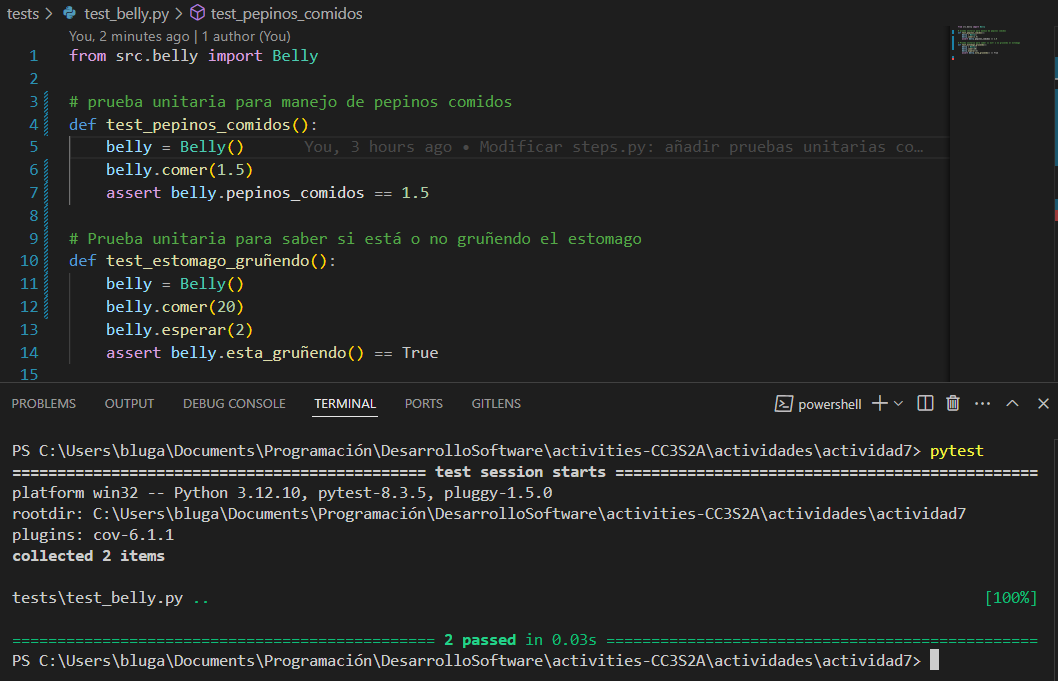 tests > test_belly.py > test_pepinos_comidos
You, 2 minutes ago | 1 author (You)
1 from src.belly import Belly
2
3 # prueba unitaria para manejo de pepinos comidos
4 def test_pepinos_comidos():
5 belly = Belly() You, 3 hours ago • Modificar steps.py: añadir pruebas unitarias co…
6 belly.comer(1.5)
7 assert belly.pepinos_comidos == 1.5
8
9 # Prueba unitaria para saber si está o no gruñendo el estomago
10 def test_estomago_gruñendo():
11 belly = Belly()
12 belly.comer(20)
13 belly.esperar(2)
14 assert belly.esta_gruñendo() == True
15
PROBLEMS OUTPUT DEBUG CONSOLE TERMINAL PORTS GITLENS powershell
PS C:\Users\bluga\Documents\Programación\DesarrolloSoftware\activities-CC3S2A\actividades\actividad7> pytest
============================================== test session starts ===============================================
platform win32 -- Python 3.12.10, pytest-8.3.5, pluggy-1.5.0
rootdir: C:\Users\bluga\Documents\Programación\DesarrolloSoftware\activities-CC3S2A\actividades\actividad7
plugins: cov-6.1.1
collected 2 items
tests\test_belly.py .. [100%]
=============================================== 2 passed in 0.03s ================================================
PS C:\Users\bluga\Documents\Programación\DesarrolloSoftware\activities-CC3S2A\actividades\actividad7>